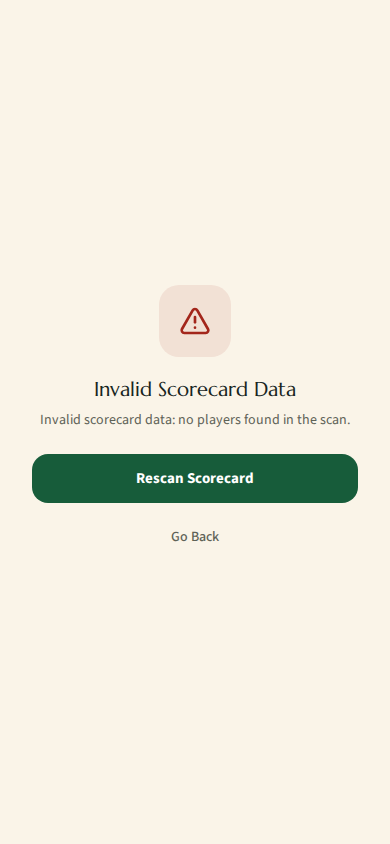 Invalid Scorecard Data
Invalid scorecard data: no players found in the scan.
Rescan Scorecard
Go Back